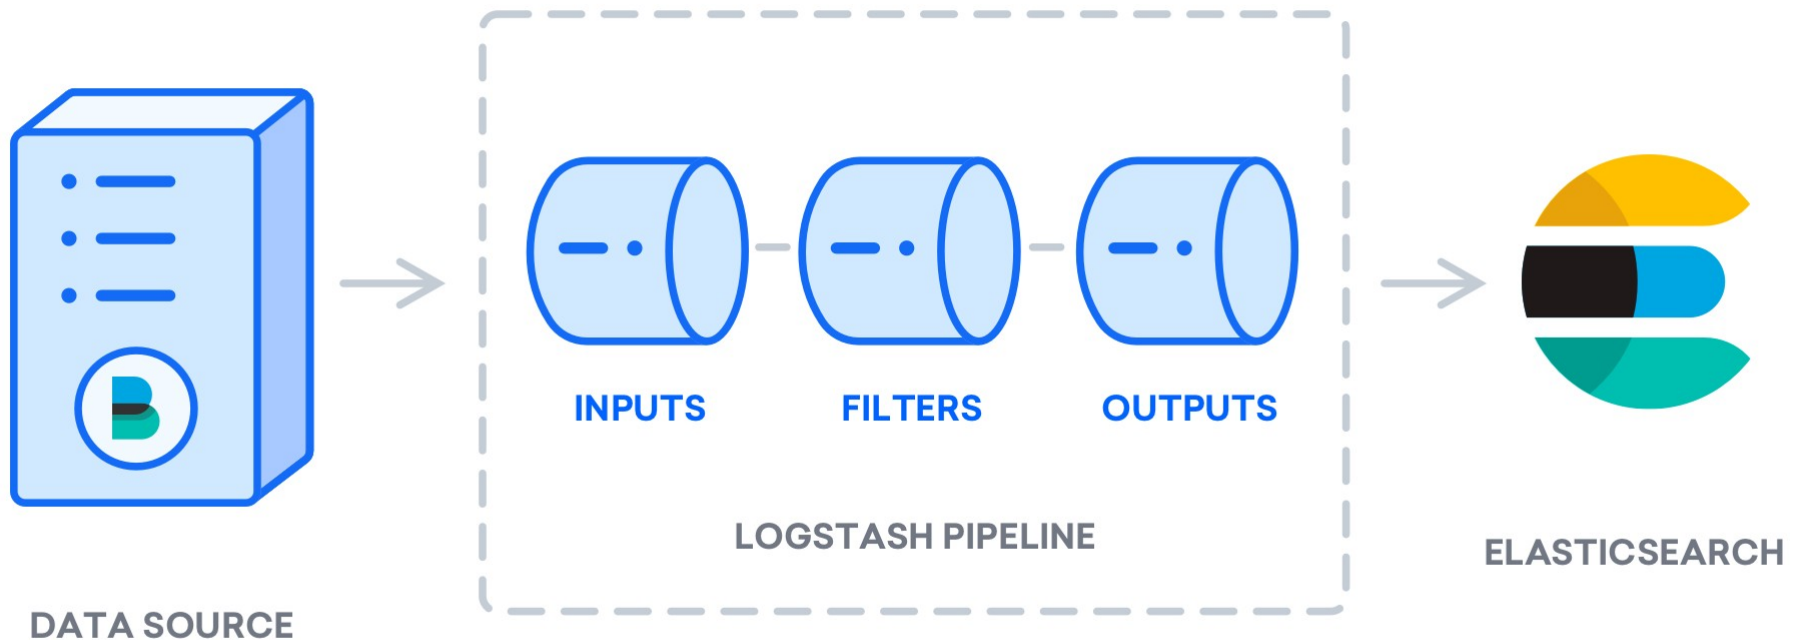 INPUTS
FILTERS
OUTPUTS
LOGSTASH PIPELINE
ELASTICSEARCH
DATA SOURCE